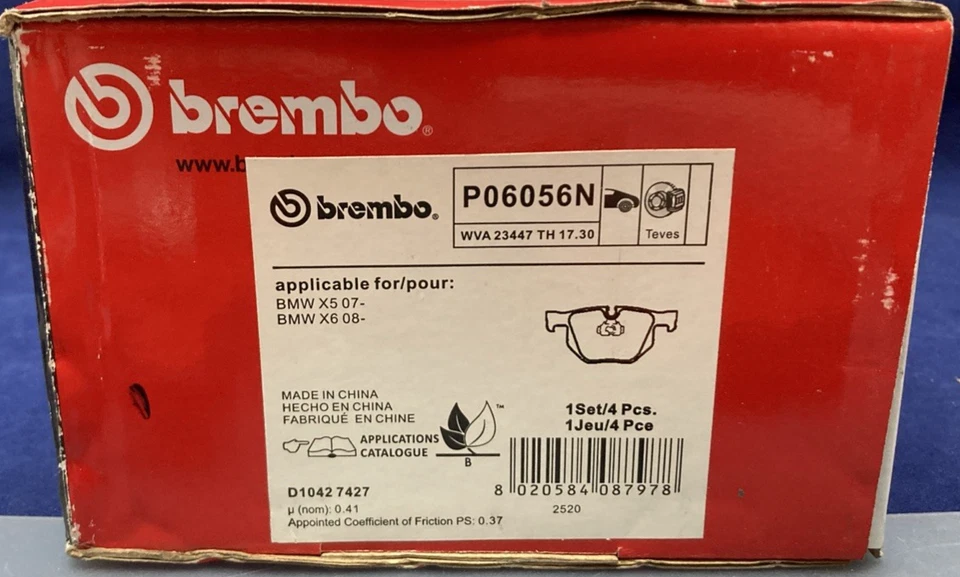 brembo®
www.b
brembo®
P06056N
WVA 23447 TH 17.30
Teves
applicable for/pour:
BMW X5 07-
BMW X6 08-
MADE IN CHINA
HECHO EN CHINA
FABRIQUÉ EN CHINE
APPLICATIONS
CATALOGUE
™
B
1Set/4 Pcs.
1Jeu/4 Pce
8 020584 087978
2520
D1042 7427
μ (nom): 0.41
Appointed Coefficient of Friction PS: 0.37